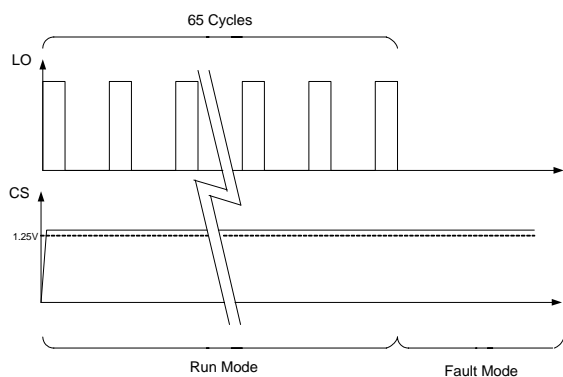 65 Cycles
LO
CS
1.25V
Run Mode
Fault Mode